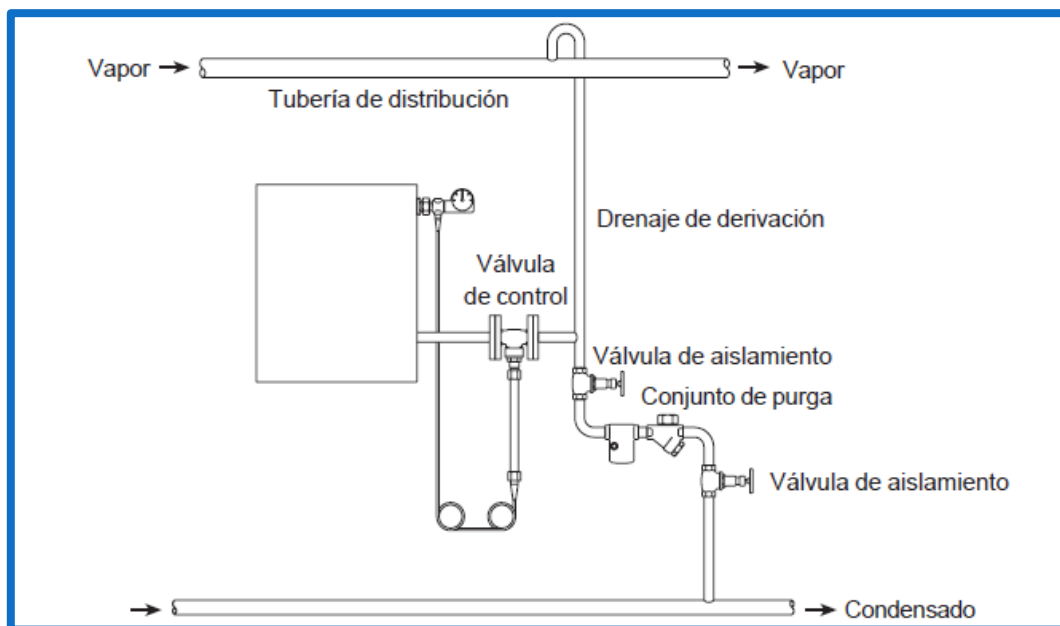 Vapor
Vapor
Tubería de distribución
Drenaje de derivación
Válvula
de control
Válvula de aislamiento
Conjunto de purga
Válvula de aislamiento
Condensado